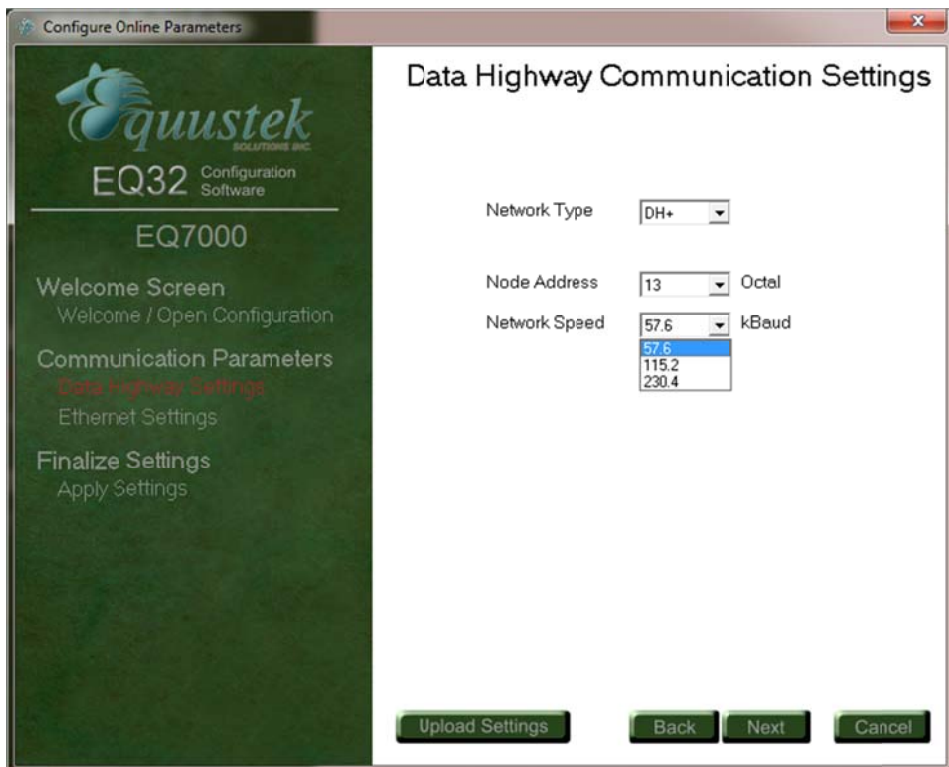 Configure Online Parameters
Equustek
SOLUTIONS INC.
EQ32 Configuration Software
EQ7000
Welcome Screen
Welcome / Open Configuration
Communication Parameters
Data Highway Settings
Ethernet Settings
Finalize Settings
Apply Settings
Data Highway Communication Settings
Network Type DH+
Node Address 13 Octal
Network Speed 57.6 kBaud
57.6
115.2
230.4
Upload Settings Back Next Cancel